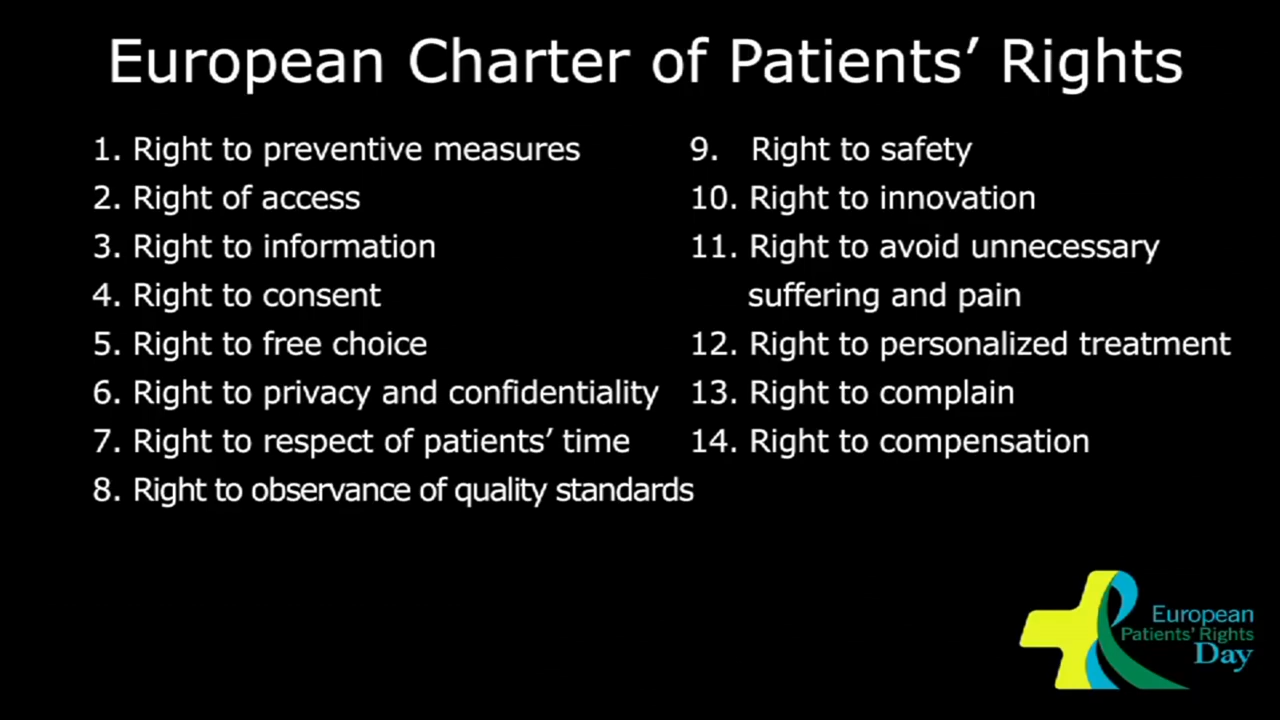 European Charter of Patients’ Rights
1. Right to preventive measures
2. Right of access
3. Right to information
4. Right to consent
5. Right to free choice
6. Right to privacy and confidentiality
7. Right to respect of patients’ time
8. Right to observance of quality standards
9. Right to safety
10. Right to innovation
11. Right to avoid unnecessary
suffering and pain
12. Right to personalized treatment
13. Right to complain
14. Right to compensation
European
Patients' Rights
Day